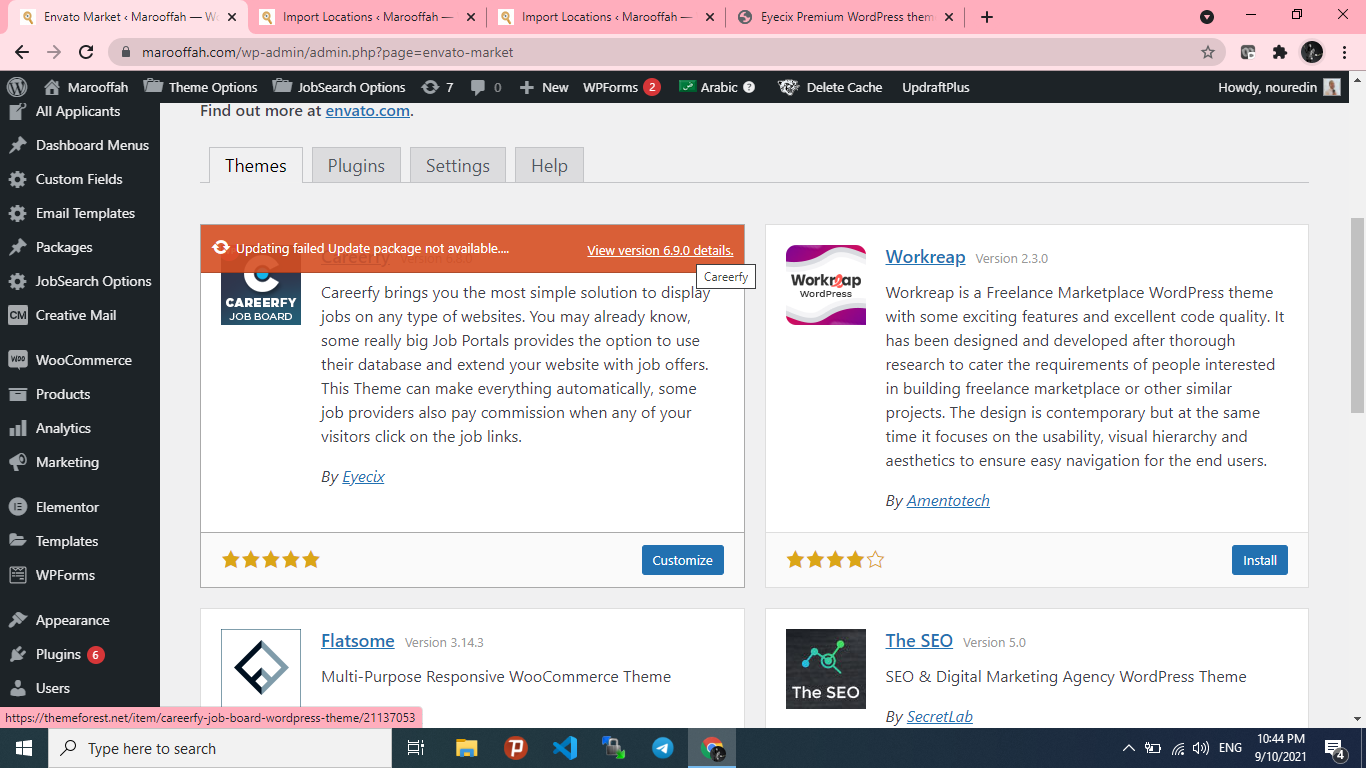 Envato Market ‹ Marooffah — Wo
Import Locations ‹ Marooffah —
Import Locations ‹ Marooffah —
Eyecix Premium WordPress them
marooffah.com/wp-admin/admin.php?page=envato-market
Marooffah
Theme Options
JobSearch Options
7
0
New
WPForms 2
Arabic
Delete Cache
UpdraftPlus
Howdy, nouredin
All Applicants
Dashboard Menus
Custom Fields
Email Templates
Packages
JobSearch Options
CM Creative Mail
WooCommerce
Products
Analytics
Marketing
Elementor
Templates
WPForms
Appearance
Plugins 6
Users
Find out more at envato.com.
Themes
Plugins
Settings
Help
Updating failed Update package not available....
View version 6.9.0 details.
Careerfy
Careerfy
CAREERFY
JOB BOARD
Careerfy brings you the most simple solution to display
jobs on any type of websites. You may already know,
some really big Job Portals provides the option to use
their database and extend your website with job offers.
This Theme can make everything automatically, some
job providers also pay commission when any of your
visitors click on the job links.
By Eyecix
Customize
Workreap
WordPress
Workreap Version 2.3.0
Workreap is a Freelance Marketplace WordPress theme
with some exciting features and excellent code quality. It
has been designed and developed after thorough
research to cater the requirements of people interested
in building freelance marketplace or other similar
projects. The design is contemporary but at the same
time it focuses on the usability, visual hierarchy and
aesthetics to ensure easy navigation for the end users.
By Amentotech
Install
Flatsome Version 3.14.3
Multi-Purpose Responsive WooCommerce Theme
The SEO
The SEO Version 5.0
SEO & Digital Marketing Agency WordPress Theme
By SecretLab
https://themeforest.net/item/careerfy-job-board-wordpress-theme/21137053
Type here to search
ENG
10:44 PM
9/10/2021
4